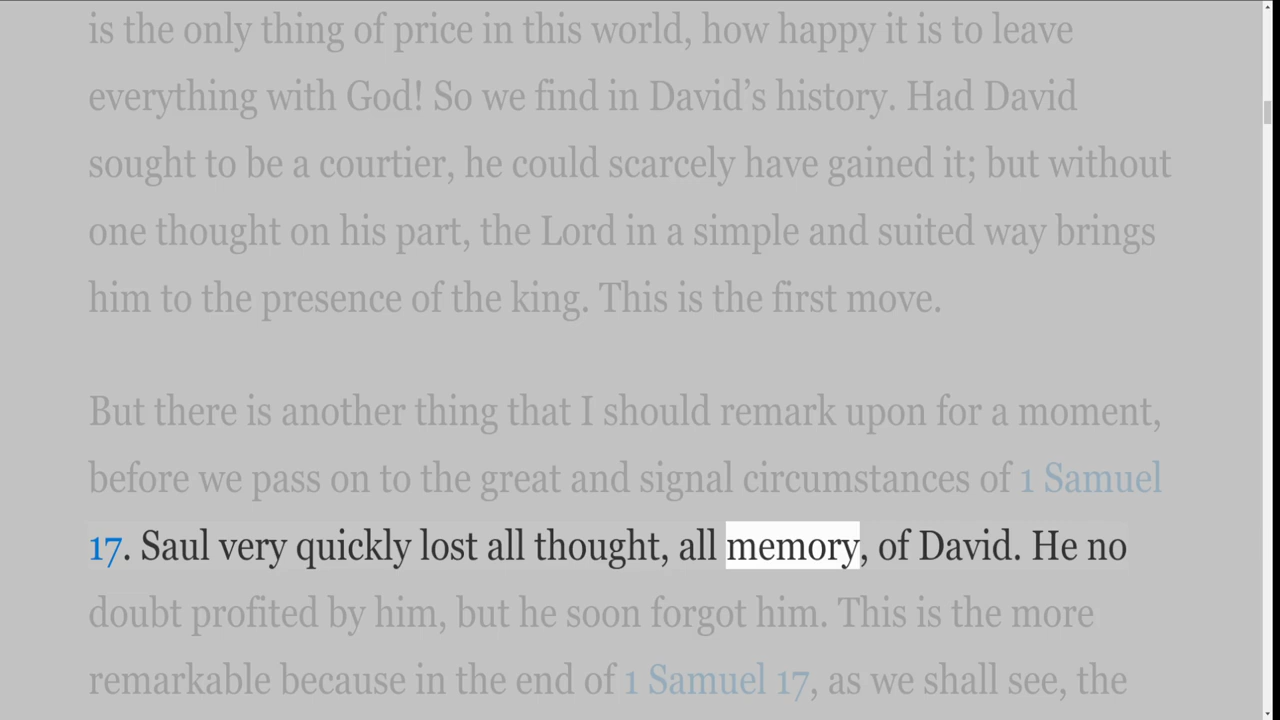 is the only thing of price in this world, how happy it is to leave
everything with God! So we find in David’s history. Had David
sought to be a courtier, he could scarcely have gained it; but without
one thought on his part, the Lord in a simple and suited way brings
him to the presence of the king. This is the first move.
But there is another thing that I should remark upon for a moment,
before we pass on to the great and signal circumstances of 1 Samuel
17. Saul very quickly lost all thought, all memory, of David. He no
doubt profited by him, but he soon forgot him. This is the more
remarkable because in the end of 1 Samuel 17, as we shall see, the